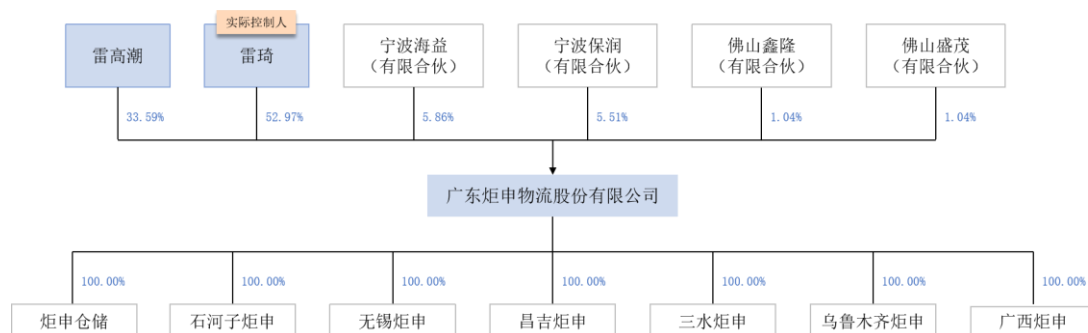 实际控制人
雷高潮
雷琦
宁波海益
（有限合伙）
宁波保润
（有限合伙）
佛山鑫隆
（有限合伙）
佛山盛茂
（有限合伙）
33.59%
52.97%
5.86%
5.51%
1.04%
1.04%
广东炬申物流股份有限公司
100.00%
100.00%
100.00%
100.00%
100.00%
100.00%
100.00%
炬申仓储
石河子炬申
无锡炬申
昌吉炬申
三水炬申
乌鲁木齐炬申
广西炬申